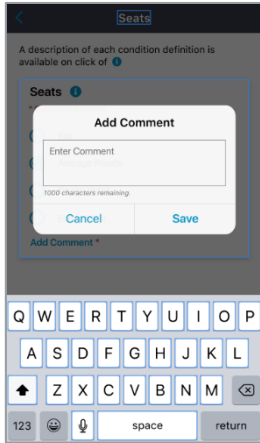 Seats
A description of each condition definition is
available on click of
Seats
Add Comment
Enter Comment
1000 characters remaining.
Cancel Save
Add Comment *
Q W E R T Y U I O P
A S D F G H J K L
Z X C V B N M
123 space return